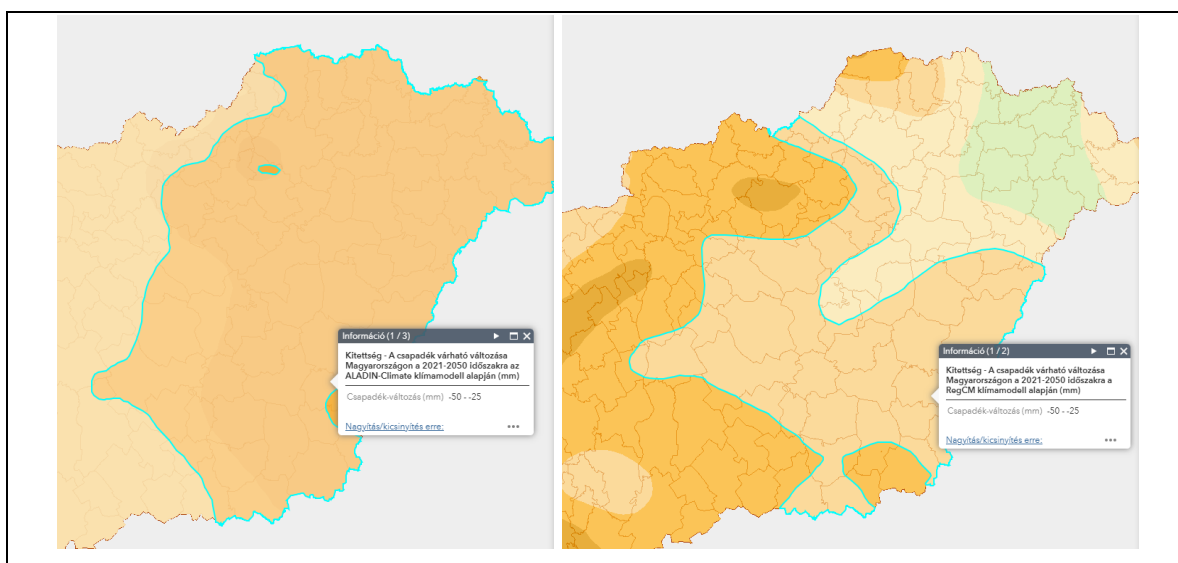 Információ (1 / 3)
Kitettség - A csapadék várható változása
Magyarországon a 2021-2050 időszakra az
ALADIN-Climate klímamodell alapján (mm)
Csapadék-változás (mm) -50 - -25
Nagyítás/kicsinyítés erre:
Információ (1 / 2)
Kitettség - A csapadék várható változása
Magyarországon a 2021-2050 időszakra a
RegCM klímamodell alapján (mm)
Csapadék-változás (mm) -50 - -25
Nagyítás/kicsinyítés erre: